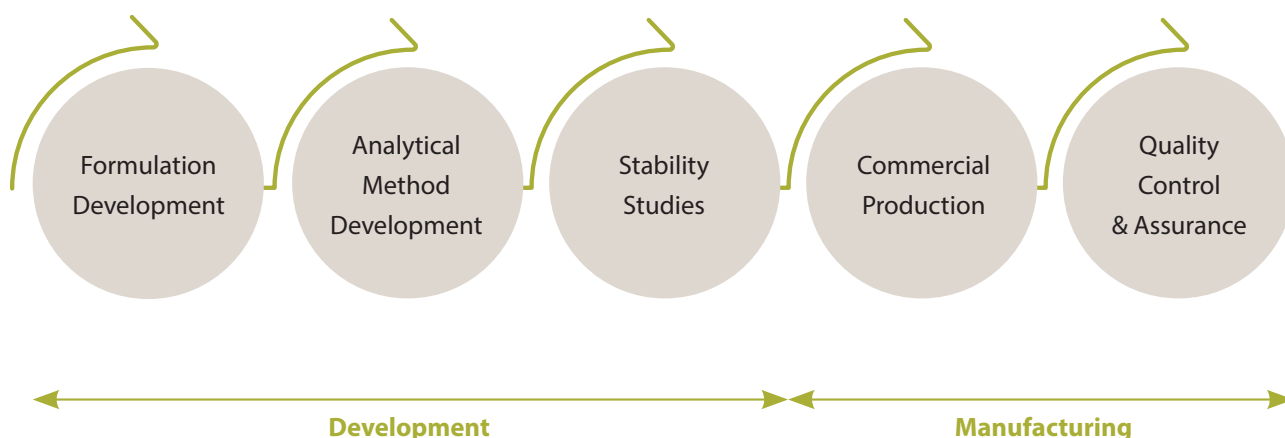 Formulation
Development
Analytical
Method
Development
Stability
Studies
Commercial
Production
Quality
Control
& Assurance
Development
Manufacturing